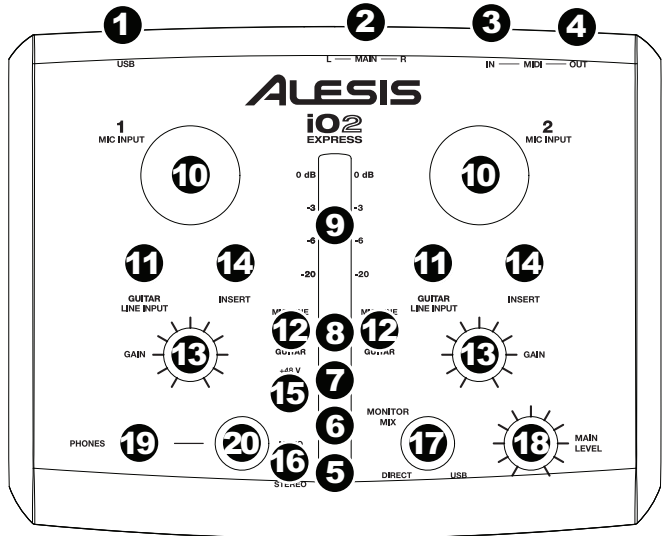 1 2 3 4
USB L — MAIN — R IN — MIDI — OUT
ALESIS
iO2
EXPRESS
1
MIC INPUT
2
MIC INPUT
10 10
0 dB 0 dB
-3 -3
9
-6 -6
-20 -20
11 14 11 14
GUITAR
LINE INPUT
INSERT
GUITAR
LINE INPUT
INSERT
12 8 12
GUITAR GUITAR
GAIN 13 13 GAIN
+48 V
15 7
MONITOR
MIX
6
PHONES 19 20 17 18 MAIN
LEVEL
16 5
STEREO
DIRECT USB